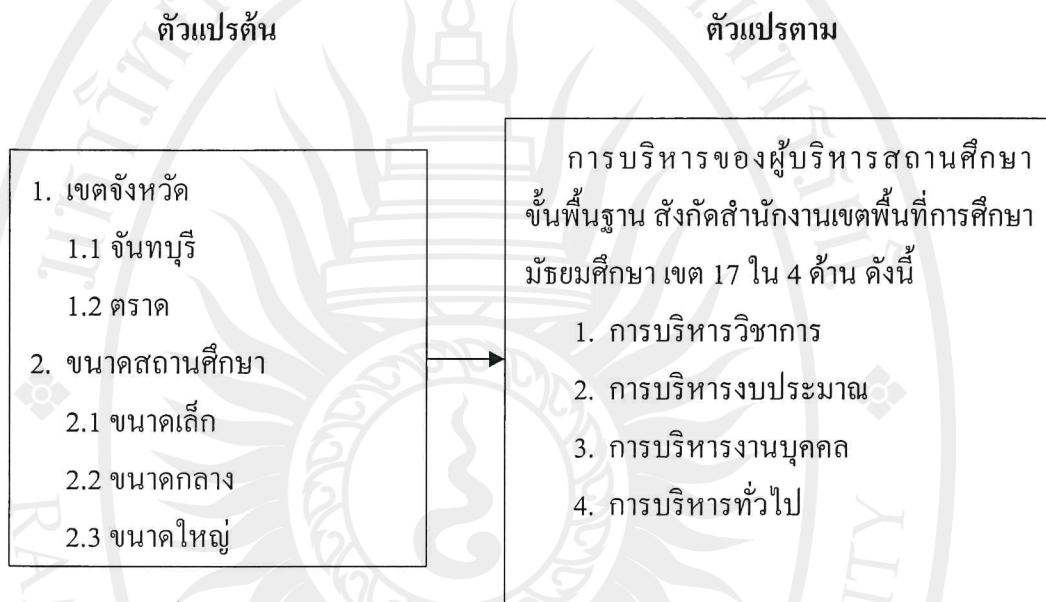 ตัวแปรต้น
ตัวแปรตาม
1. เขตจังหวัด
1.1 จันทบุรี
1.2 ตราด
2. ขนาดสถานศึกษา
2.1 ขนาดเล็ก
2.2 ขนาดกลาง
2.3 ขนาดใหญ่
การบริหารของผู้บริหารสถานศึกษา
ขั้นพื้นฐาน สังกัดสำนักงานเขตพื้นที่การศึกษา
มัธยมศึกษา เขต 17 ใน 4 ด้าน ดังนี้
1. การบริหารวิชาการ
2. การบริหารงบประมาณ
3. การบริหารงานบุคคล
4. การบริหารทั่วไป